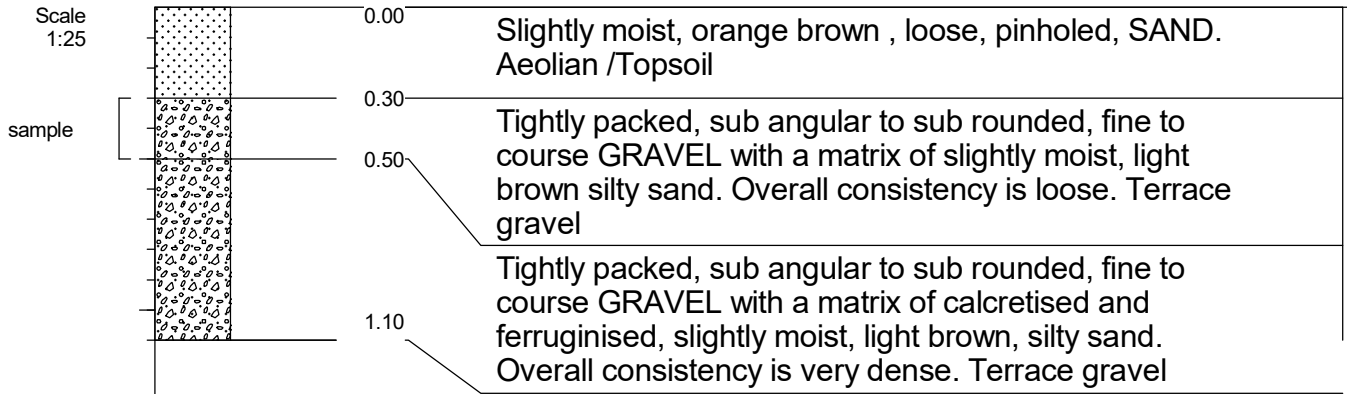 Scale
1:25
0.00
Slightly moist, orange brown , loose, pinholed, SAND.
Aeolian /Topsoil
0.30
sample
Tightly packed, sub angular to sub rounded, fine to
course GRAVEL with a matrix of slightly moist, light
brown silty sand. Overall consistency is loose. Terrace
gravel
0.50
Tightly packed, sub angular to sub rounded, fine to
course GRAVEL with a matrix of calcretised and
ferruginised, slightly moist, light brown, silty sand.
Overall consistency is very dense. Terrace gravel
1.10